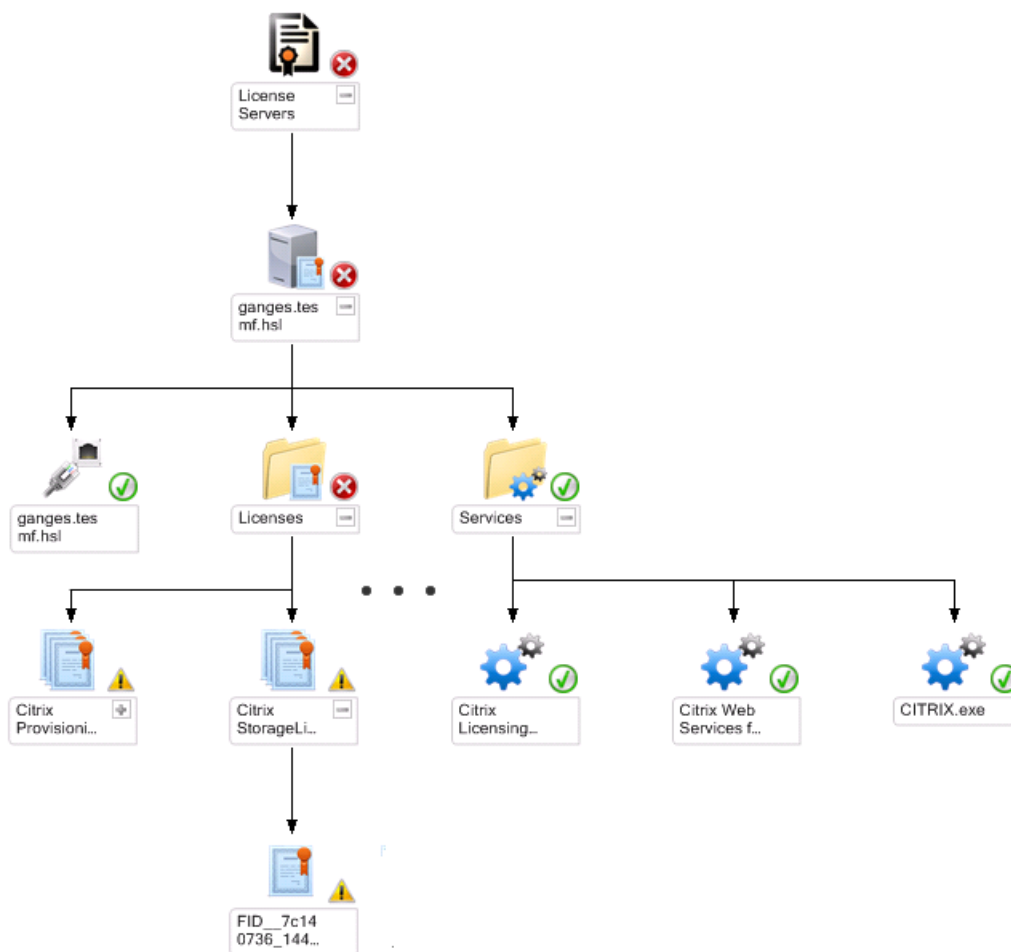 License
Servers
ganges.tes
mf.hsl
ganges.tes
mf.hsl
Licenses
Services
Citrix
Provisioni...
Citrix
StorageLi...
Citrix
Licensing...
Citrix Web
Services f...
CITRIX.exe
FID__7c14
0736_144...